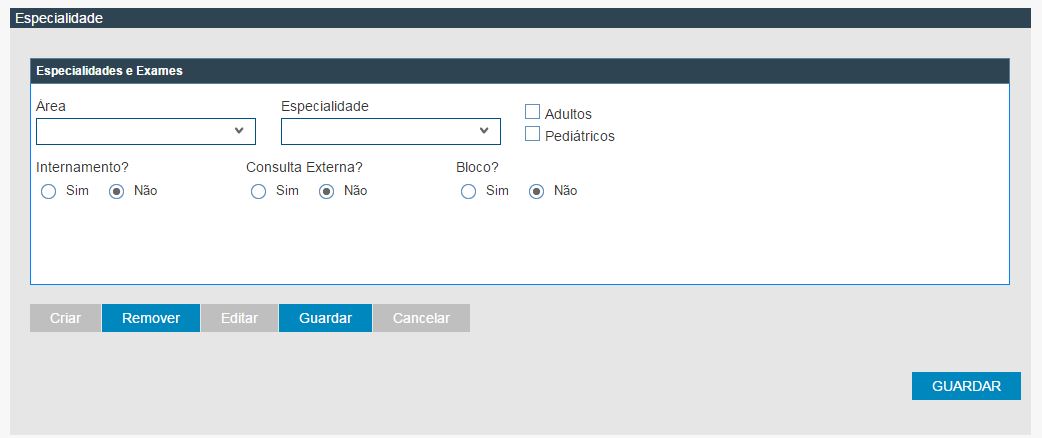 Especialidade
Especialidades e Exames
Área Especialidade
Adultos
Pediátricos
Internamento? Consulta Externa? Bloco?
Sim Não Sim Não Sim Não
Criar Remover Editar Guardar Cancelar
GUARDAR